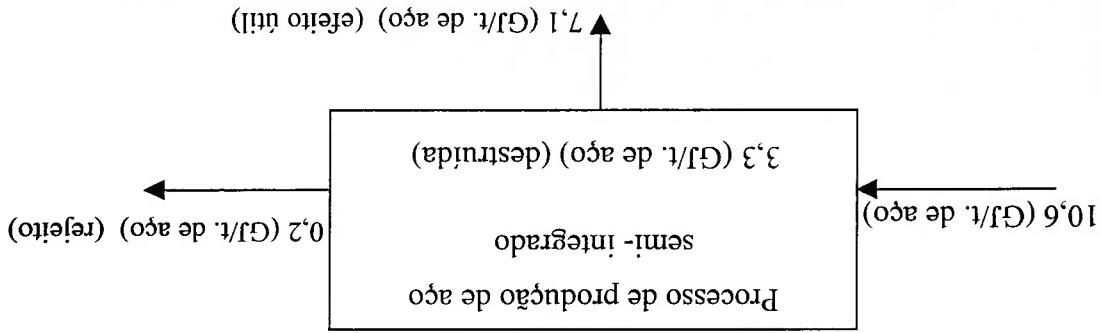 Processo de produção de aço
semi- integrado
10,6 (GJ/t. de aço)
0,2 (GJ/t. de aço) (rejeito)
3,3 (GJ/t. de aço) (destruída)
7,1 (GJ/t. de aço) (efeito útil)